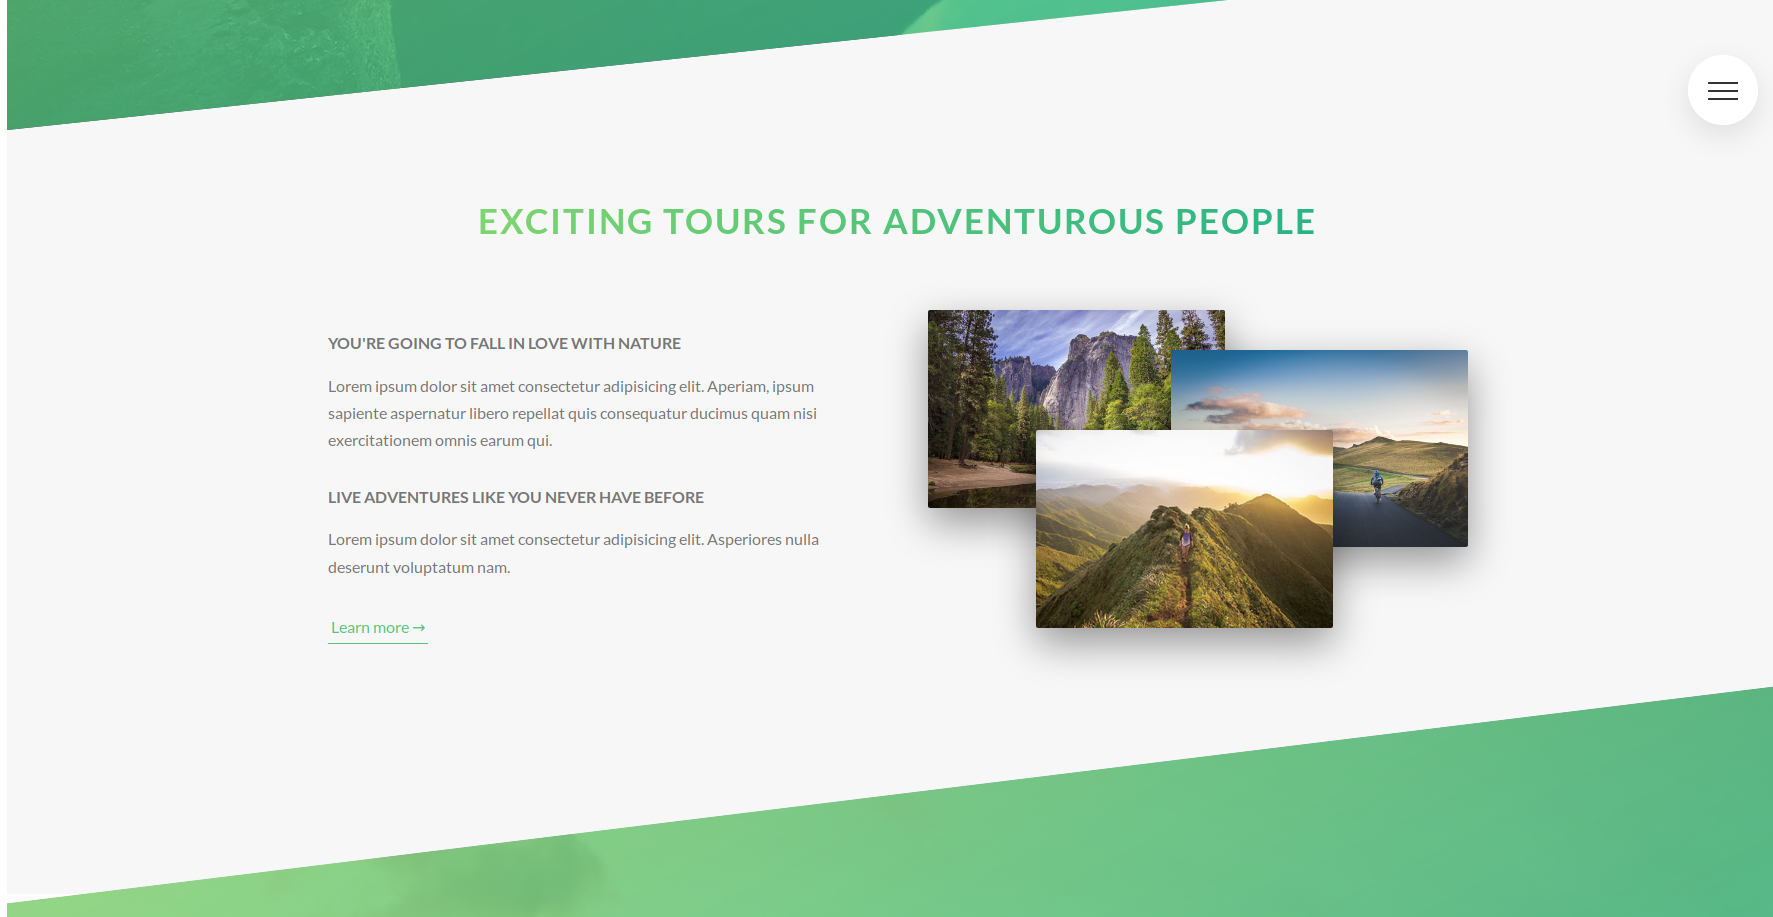 EXCITING TOURS FOR ADVENTUROUS PEOPLE
YOU'RE GOING TO FALL IN LOVE WITH NATURE
Lorem ipsum dolor sit amet consectetur adipisicing elit. Aperiam, ipsum
sapiente aspernatur libero repellat quis consequatur ducimus quam nisi
exercitationem omnis earum qui.
LIVE ADVENTURES LIKE YOU NEVER HAVE BEFORE
Lorem ipsum dolor sit amet consectetur adipisicing elit. Asperiores nulla
deserunt voluptatum nam.
Learn more →